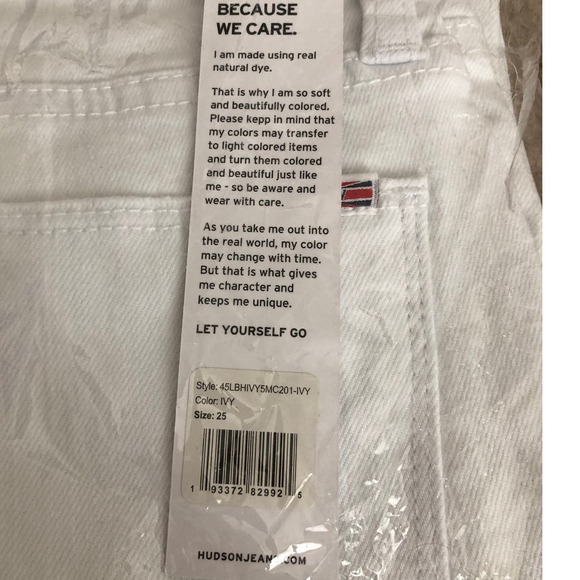 BECAUSE
WE CARE.
I am made using real
natural dye.
That is why I am so soft
and beautifully colored.
Please kepp in mind that
my colors may transfer
to light colored items
and turn them colored
and beautiful just like
me - so be aware and
wear with care.
As you take me out into
the real world, my color
may change with time.
But that is what gives
me character and
keeps me unique.
LET YOURSELF GO
Style: 45LBHIVY5MC201-IVY
Color: IVY
Size: 25
1 93372 82992 5
HUDSONJEANS.COM